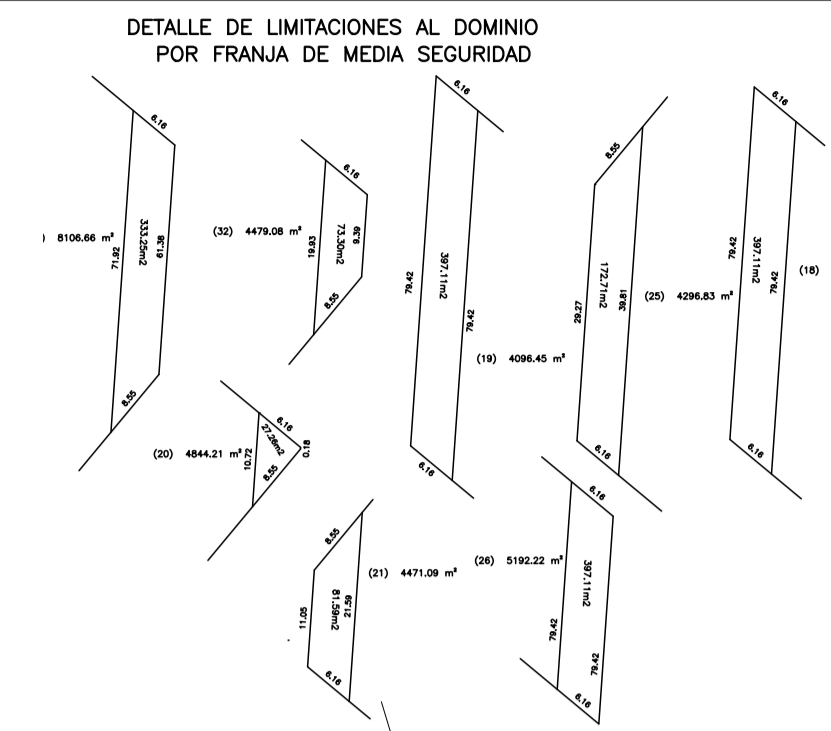 DETALLE DE LIMITACIONES AL DOMINIO
POR FRANJA DE MEDIA SEGURIDAD
6.16
) 8106.66 m²
71.92
333.25m2
61.38
8.55
(32) 4479.08 m²
6.16
19.93
73.30m2
9.39
8.55
6.16
79.42
397.11m2
79.42
6.16
(19) 4096.45 m²
8.55
29.27
172.71m2
39.81
6.16
(25) 4296.83 m²
6.16
79.42
397.11m2
79.42
6.16
(18)
(20) 4844.21 m²
6.16
10.72
27.26m2
0.18
8.55
8.55
11.05
81.59m2
21.59
6.16
(21) 4471.09 m²
(26) 5192.22 m²
6.16
397.11m2
79.42
79.42
6.16